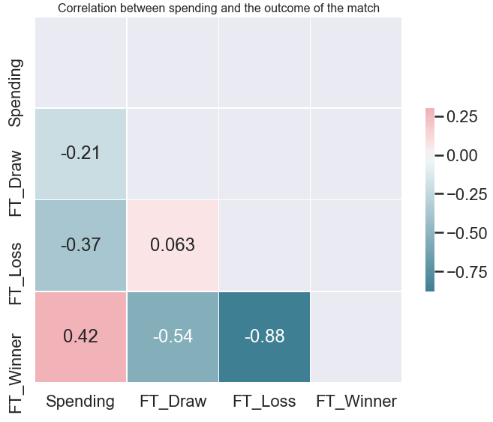 Correlation between spending and the outcome of the match
Spending
FT_Draw
-0.21
FT_Loss
-0.37 0.063
FT_Winner
0.42 -0.54 -0.88
Spending FT_Draw FT_Loss FT_Winner
0.25
0.00
−0.25
−0.50
−0.75